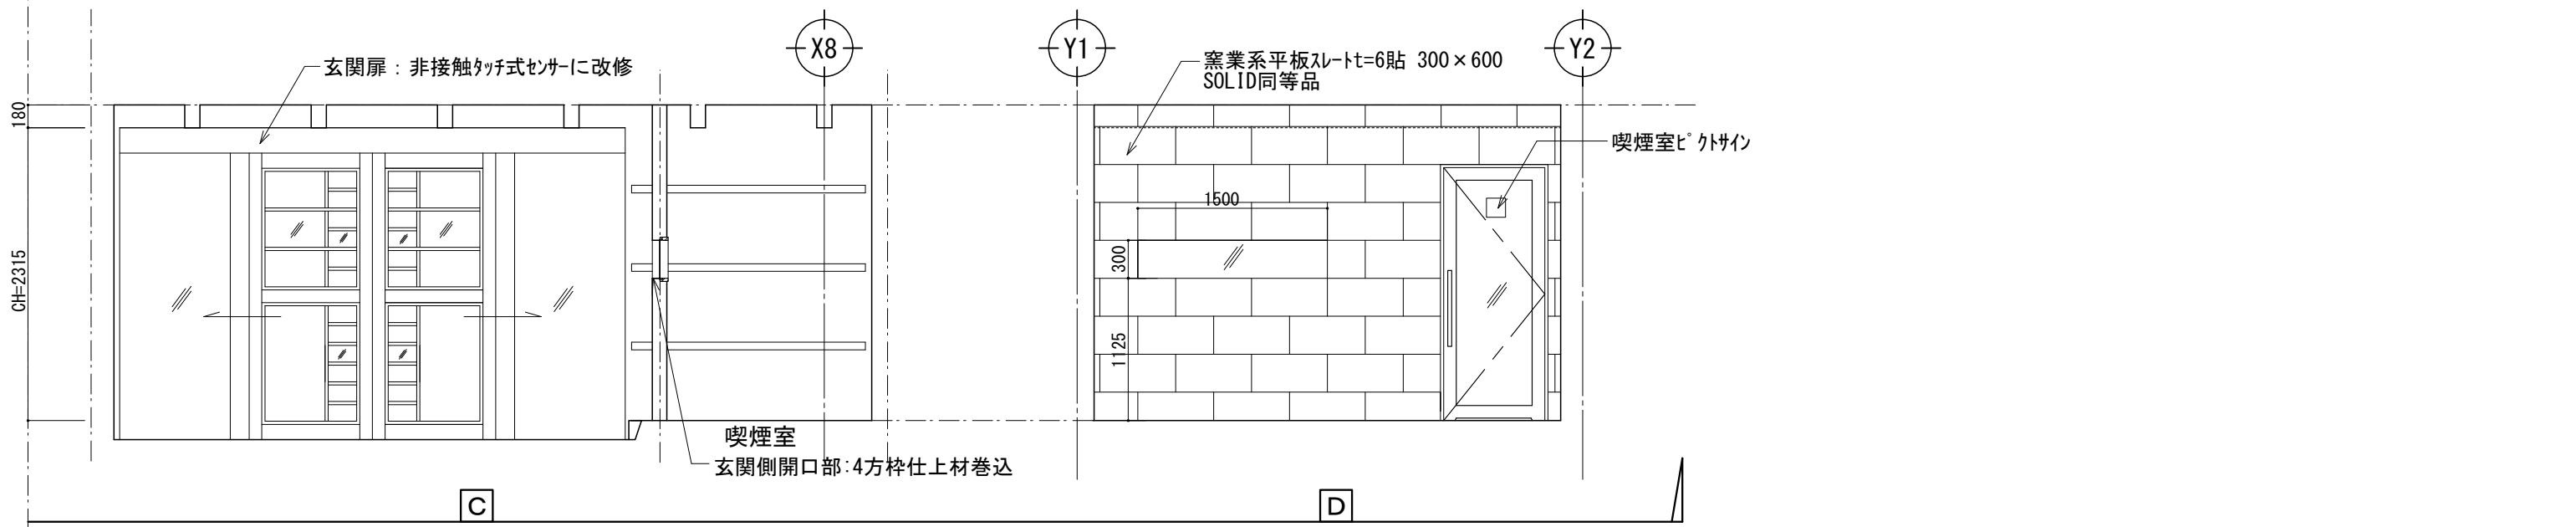 X8
Y1
Y2
玄関扉：非接触ﾀｯﾁ式ｾﾝｻｰに改修
窯業系平板ｽﾚｰﾄt=6貼 300×600
SOLID同等品
180
喫煙室ﾋﾟｸﾄｻｲﾝ
1500
300
CH=2315
1125
喫煙室
玄関側開口部:4方枠仕上材巻込
C
D